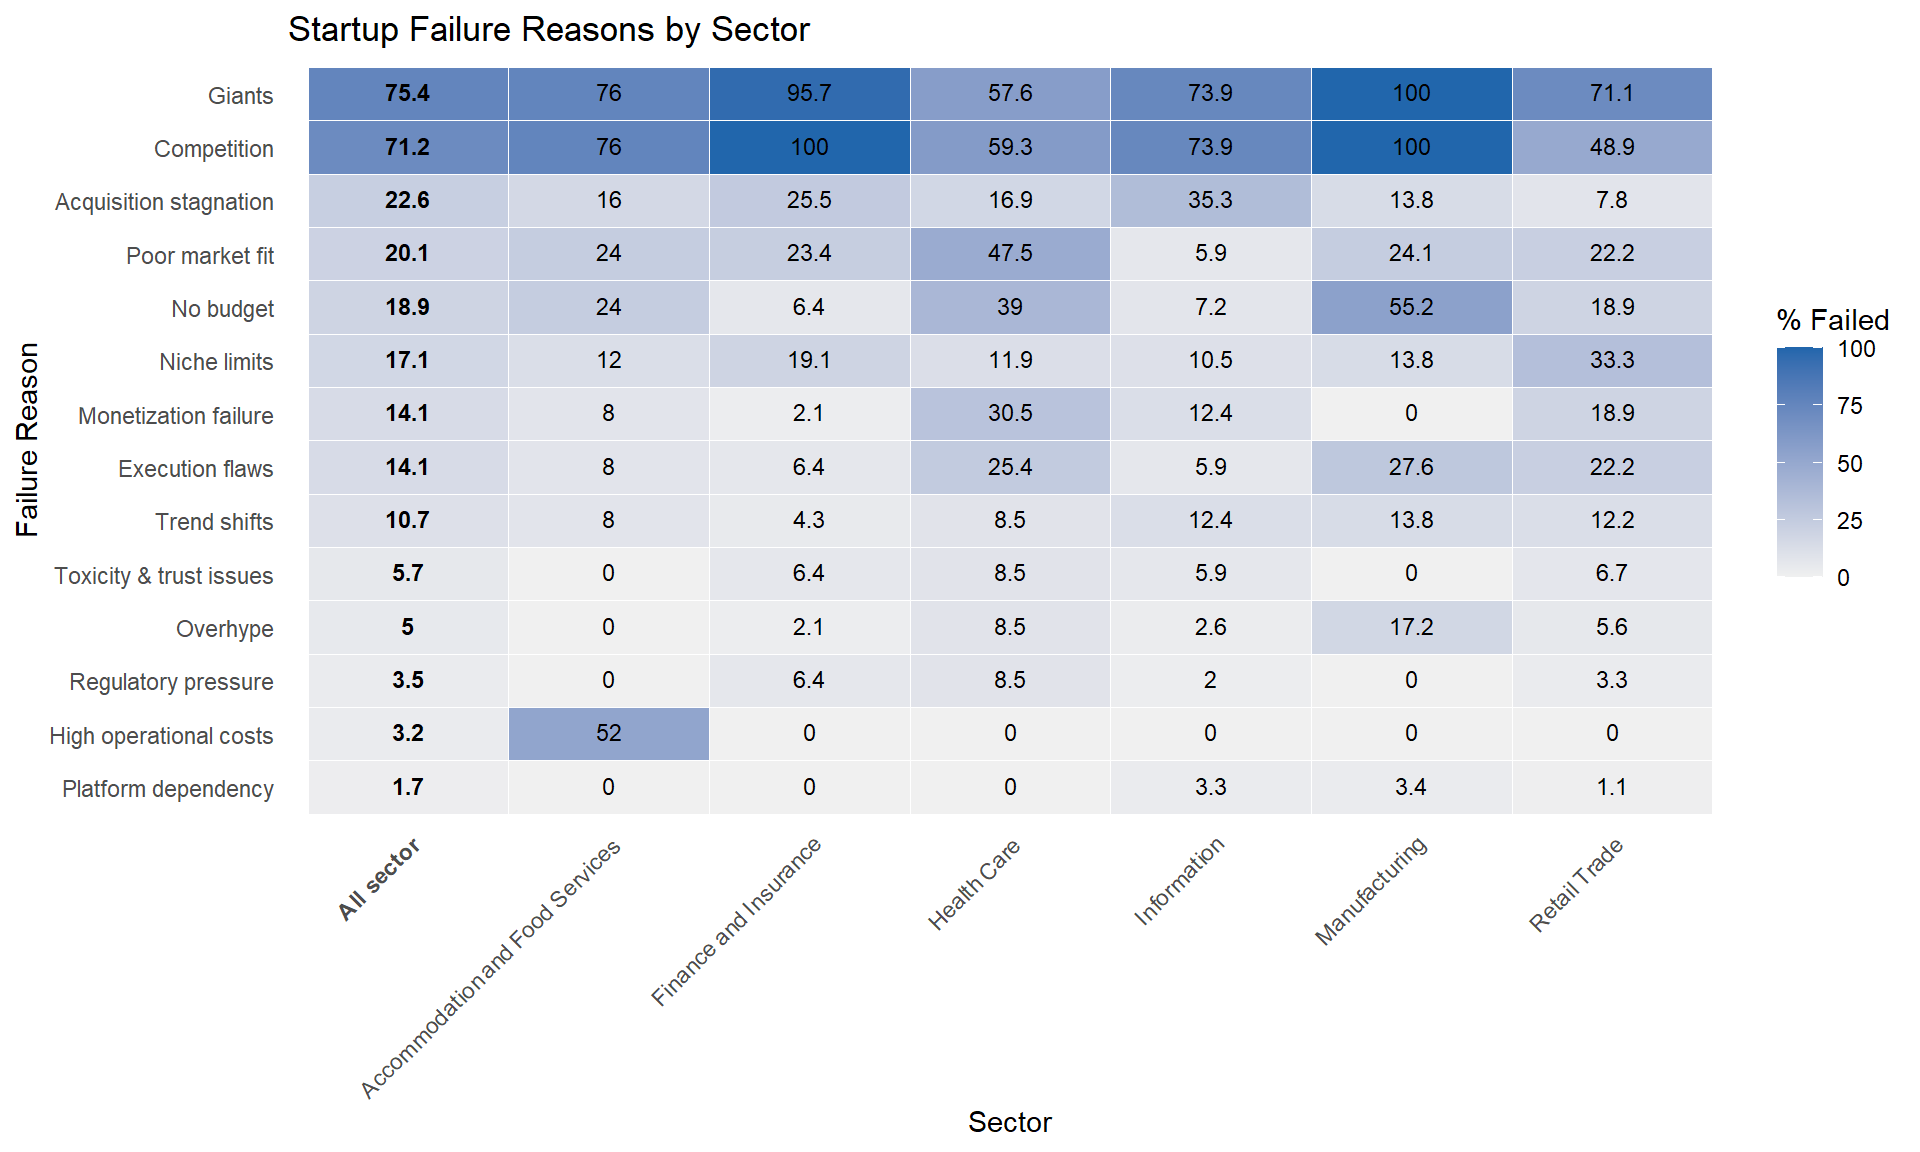 Startup Failure Reasons by Sector
Giants 75.4 76 95.7 57.6 73.9 100 71.1
Competition 71.2 76 100 59.3 73.9 100 48.9
Acquisition stagnation 22.6 16 25.5 16.9 35.3 13.8 7.8
Poor market fit 20.1 24 23.4 47.5 5.9 24.1 22.2
No budget 18.9 24 6.4 39 7.2 55.2 18.9
Niche limits 17.1 12 19.1 11.9 10.5 13.8 33.3
Monetization failure 14.1 8 2.1 30.5 12.4 0 18.9
Execution flaws 14.1 8 6.4 25.4 5.9 27.6 22.2
Trend shifts 10.7 8 4.3 8.5 12.4 13.8 12.2
Toxicity & trust issues 5.7 0 6.4 8.5 5.9 0 6.7
Overhype 5 0 2.1 8.5 2.6 17.2 5.6
Regulatory pressure 3.5 0 6.4 8.5 2 0 3.3
High operational costs 3.2 52 0 0 0 0 0
Platform dependency 1.7 0 0 0 3.3 3.4 1.1
Failure Reason
All sector
Accommodation and Food Services
Finance and Insurance
Health Care
Information
Manufacturing
Retail Trade
Sector
% Failed
100
75
50
25
0